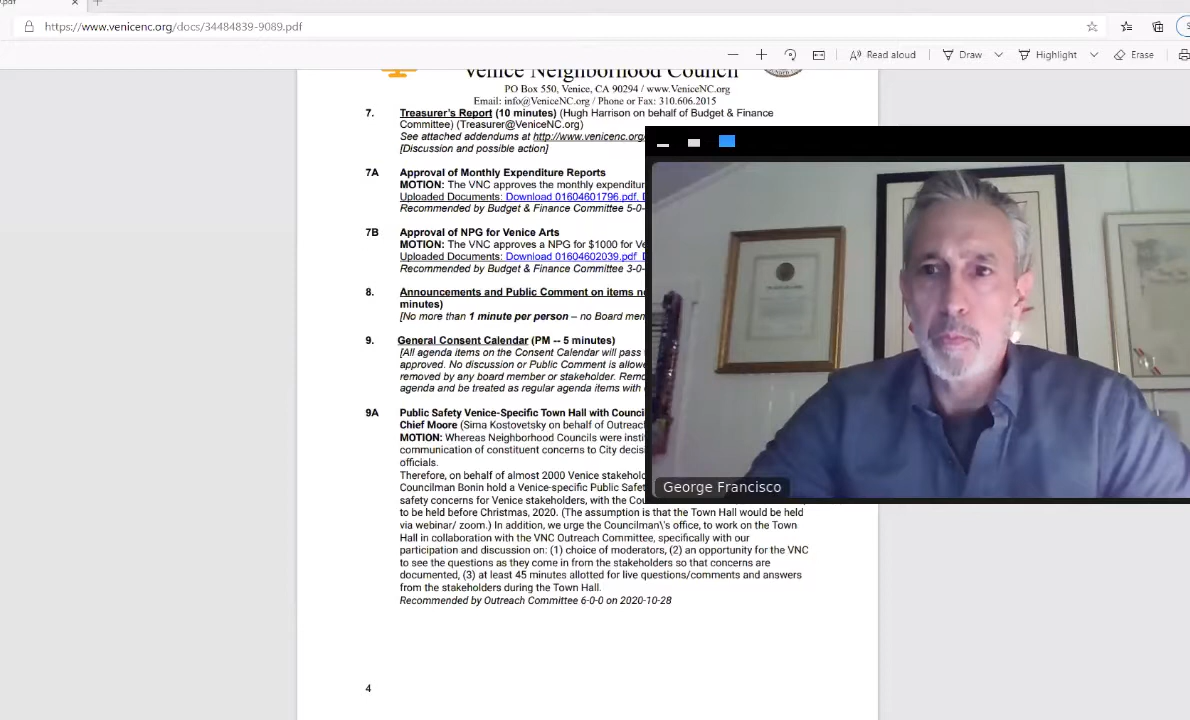 .pdf
https://www.venicenc.org/docs/34484839-9089.pdf
Read aloud
Draw
Highlight
Erase
Venice Neighborhood Council
PO Box 550, Venice, CA 90294 / www.VeniceNC.org
Email: info@VeniceNC.org / Phone or Fax: 310.606.2015
7. Treasurer's Report (10 minutes) (Hugh Harrison on behalf of Budget & Finance
Committee) (Treasurer@VeniceNC.org)
See attached addendums at http://www.venicenc.org/
[Discussion and possible action]
7A Approval of Monthly Expenditure Reports
MOTION: The VNC approves the monthly expenditur
Uploaded Documents: Download 01604601796.pdf, D
Recommended by Budget & Finance Committee 5-0-
7B Approval of NPG for Venice Arts
MOTION: The VNC approves a NPG for $1000 for Ve
Uploaded Documents: Download 01604602039.pdf D
Recommended by Budget & Finance Committee 3-0-
8. Announcements and Public Comment on items no
minutes)
[No more than 1 minute per person – no Board mem
9. General Consent Calendar (PM -- 5 minutes)
[All agenda items on the Consent Calendar will pass
approved. No discussion or Public Comment is allowe
removed by any board member or stakeholder. Remo
agenda and be treated as regular agenda items with
9A Public Safety Venice-Specific Town Hall with Counci
Chief Moore (Sima Kostovetsky on behalf of Outreac
MOTION: Whereas Neighborhood Councils were insti
communication of constituent concerns to City decis
officials.
Therefore, on behalf of almost 2000 Venice stakehol
Councilman Bonin hold a Venice-specific Public Safet
safety concerns for Venice stakeholders, with the Cou
to be held before Christmas, 2020. (The assumption is that the Town Hall would be held
via webinar/ zoom.) In addition, we urge the Councilman\'s office, to work on the Town
Hall in collaboration with the VNC Outreach Committee, specifically with our
participation and discussion on: (1) choice of moderators, (2) an opportunity for the VNC
to see the questions as they come in from the stakeholders so that concerns are
documented, (3) at least 45 minutes allotted for live questions/comments and answers
from the stakeholders during the Town Hall.
Recommended by Outreach Committee 6-0-0 on 2020-10-28
4
George Francisco